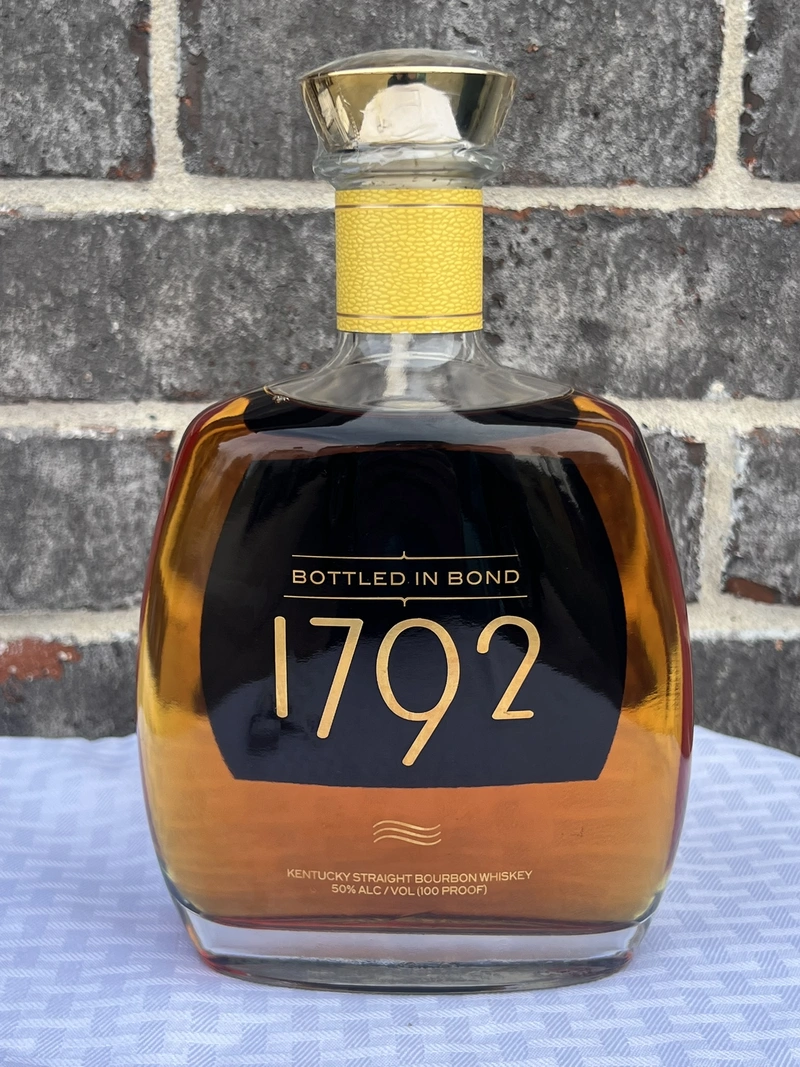 BOTTLED IN BOND
1792
KENTUCKY STRAIGHT BOURBON WHISKEY
50% ALC / VOL (100 PROOF)